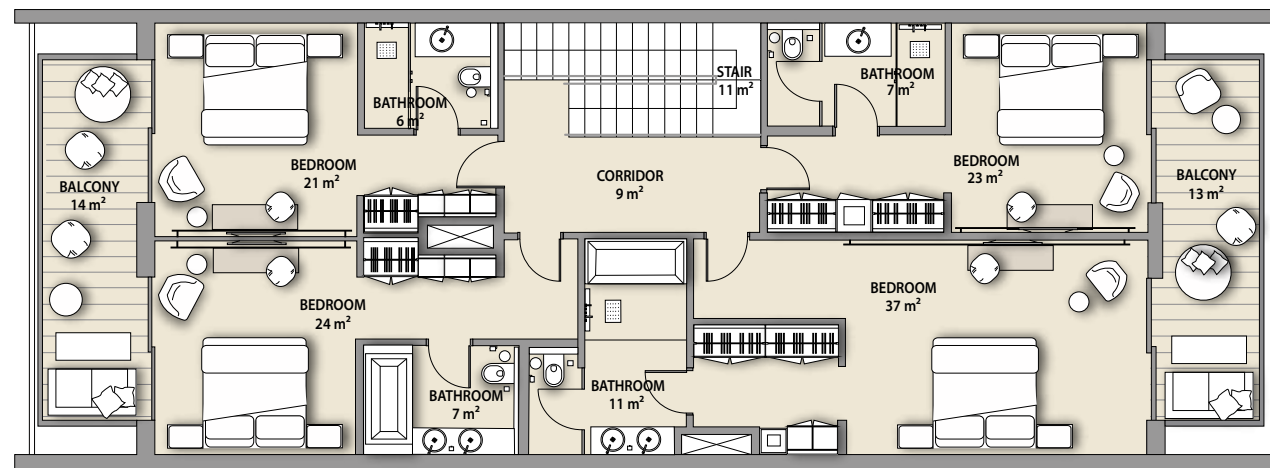 STAIR
11 m²
BATHROOM
7 m²
BATHROOM
6 m²
BEDROOM
21 m²
CORRIDOR
9 m²
BEDROOM
23 m²
BALCONY
14 m²
BALCONY
13 m²
BEDROOM
24 m²
BEDROOM
37 m²
BATHROOM
7 m²
BATHROOM
11 m²